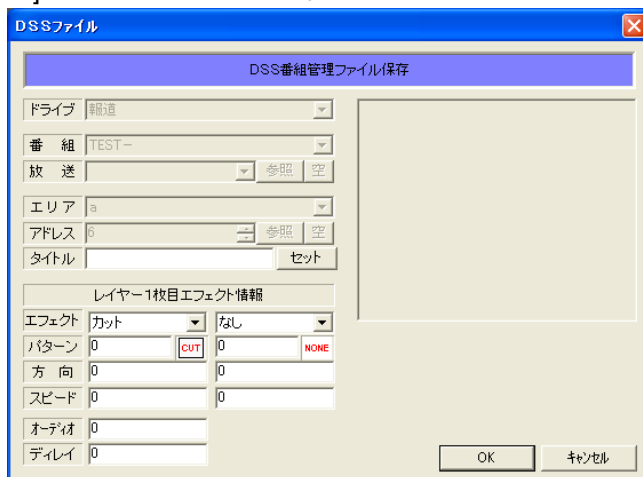 DSSファイル
DSS番組管理ファイル保存
ドライブ 報道
番 組 TEST-
放 送 参照 空
エリア a
アドレス 6 参照 空
タイトル セット
レイヤー1枚目エフェクト情報
エフェクト カット なし
パターン 0 CUT 0 NONE
方 向 0 0
スピード 0 0
オーディオ 0
ディレイ 0
OK キャンセル